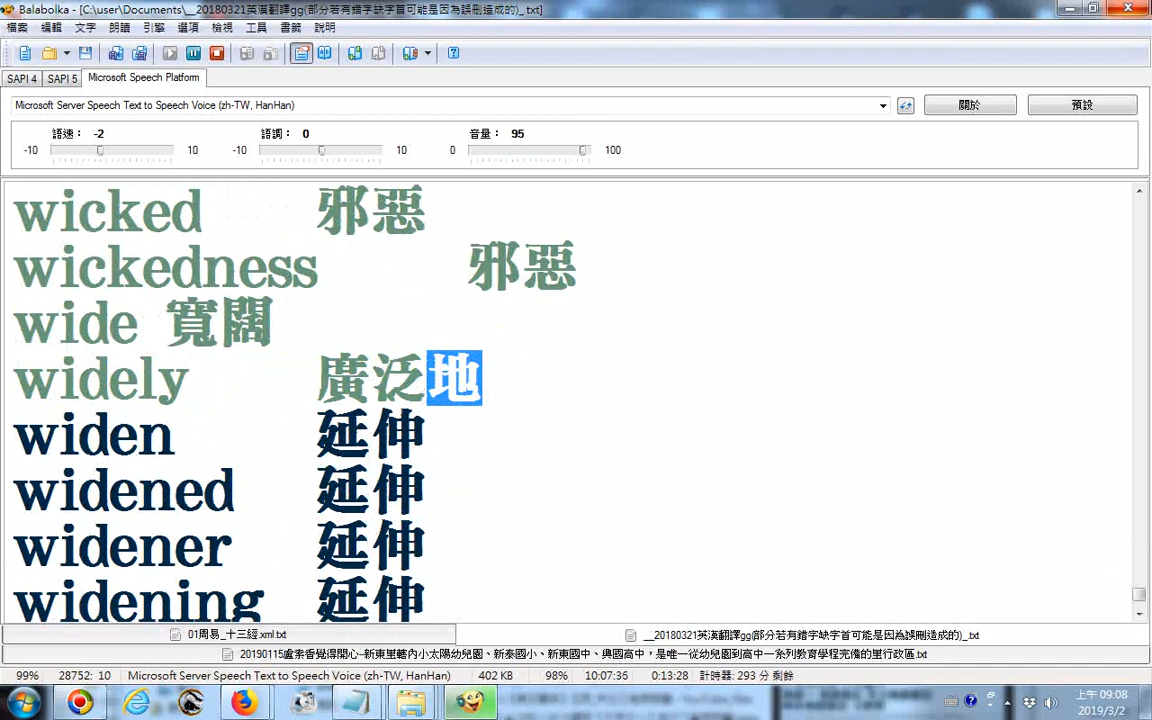 Balabolka - [C:\user\Documents\__20180321英漢翻譯gg(部分若有錯字缺字首可能是因為誤刪造成的)_.txt]
檔案 編輯 文字 朗讀 引擎 選項 檢視 工具 書籤 說明
SAPI 4 SAPI 5 Microsoft Speech Platform
Microsoft Server Speech Text to Speech Voice (zh-TW, HanHan) 關於 預設
語速： -2 語調： 0 音量： 95
-10 10 -10 10 0 100
wicked 邪惡
wickedness 邪惡
wide 寬闊
widely 廣泛地
widen 延伸
widened 延伸
widener 延伸
widening 延伸
01周易_十三經.xml.txt __20180321英漢翻譯gg(部分若有錯字缺字首可能是因為誤刪造成的)_.txt
20190115盧素香覺得開心─新東里轄內小太陽幼兒園、新泰國小、新東國中、興國高中，是唯一從幼兒園到高中一系列教育學程完備的里行政區.txt
99% 28752: 10 Microsoft Server Speech Text to Speech Voice (zh-TW, HanHan) 402 KB 98% 10:07:36 0:13:28 計時器: 293 分 剩餘
上午 09:08
2019/3/2